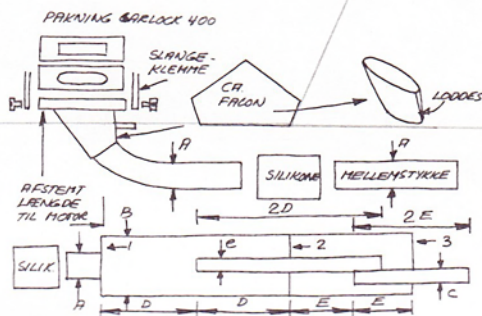 PAKNING GARLOCK 400
SLANGE-
KLEMME
CA.
FACON
LODDES
A
A
SILIKONE
MELLEMSTYKKE
AFSTEMT
LÆNGDE
TIL MOTOR
B
2D
2E
SILIK.
1
e
2
3
A
C
D
D
E
E